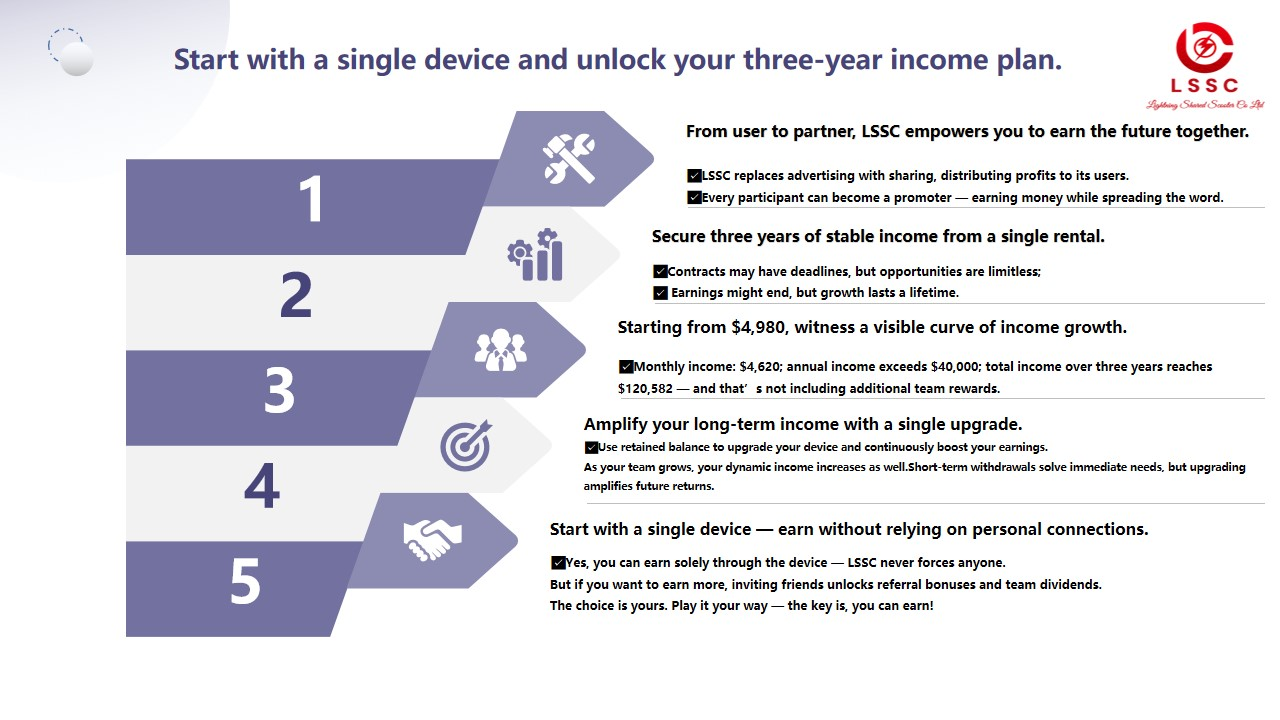 Start with a single device and unlock your three-year income plan.
LSSC
Lightning Shared Scooter Co Ltd
1
From user to partner, LSSC empowers you to earn the future together.
LSSC replaces advertising with sharing, distributing profits to its users.
Every participant can become a promoter — earning money while spreading the word.
2
Secure three years of stable income from a single rental.
Contracts may have deadlines, but opportunities are limitless;
Earnings might end, but growth lasts a lifetime.
3
Starting from $4,980, witness a visible curve of income growth.
Monthly income: $4,620; annual income exceeds $40,000; total income over three years reaches
$120,582 — and that’s not including additional team rewards.
4
Amplify your long-term income with a single upgrade.
Use retained balance to upgrade your device and continuously boost your earnings.
As your team grows, your dynamic income increases as well.Short-term withdrawals solve immediate needs, but upgrading
amplifies future returns.
5
Start with a single device — earn without relying on personal connections.
Yes, you can earn solely through the device — LSSC never forces anyone.
But if you want to earn more, inviting friends unlocks referral bonuses and team dividends.
The choice is yours. Play it your way — the key is, you can earn!